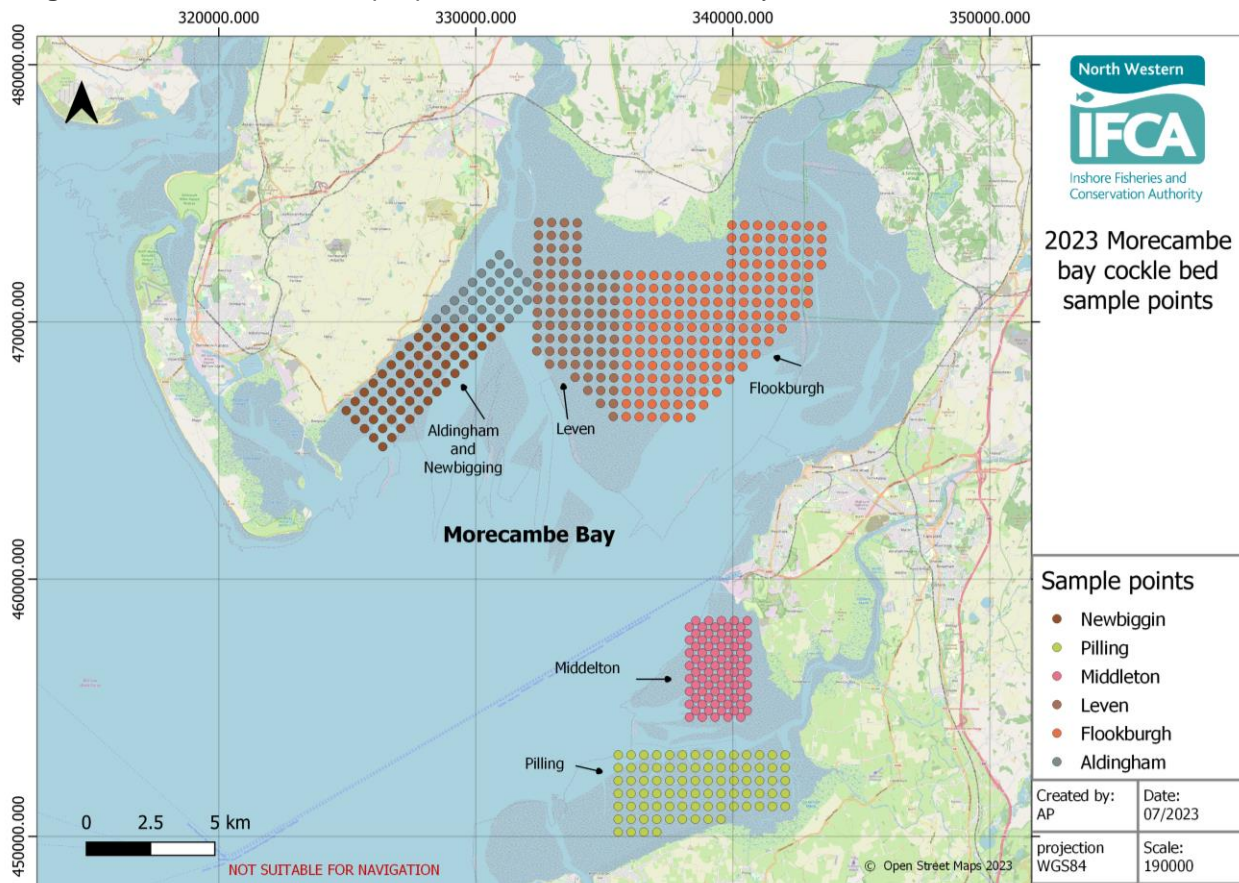 320000.000
330000.000
340000.000
350000.000
480000.000
470000.000
460000.000
450000.000
North Western
IFCA
Inshore Fisheries and
Conservation Authority
2023 Morecambe
bay cockle bed
sample points
Flookburgh
Leven
Aldingham
and
Newbigging
Morecambe Bay
Middelton
Pilling
0 2.5 5 km
NOT SUITABLE FOR NAVIGATION
© Open Street Maps 2023
Sample points
Newbiggin
Pilling
Middleton
Leven
Flookburgh
Aldingham
Created by:
AP
Date:
07/2023
projection
WGS84
Scale:
190000